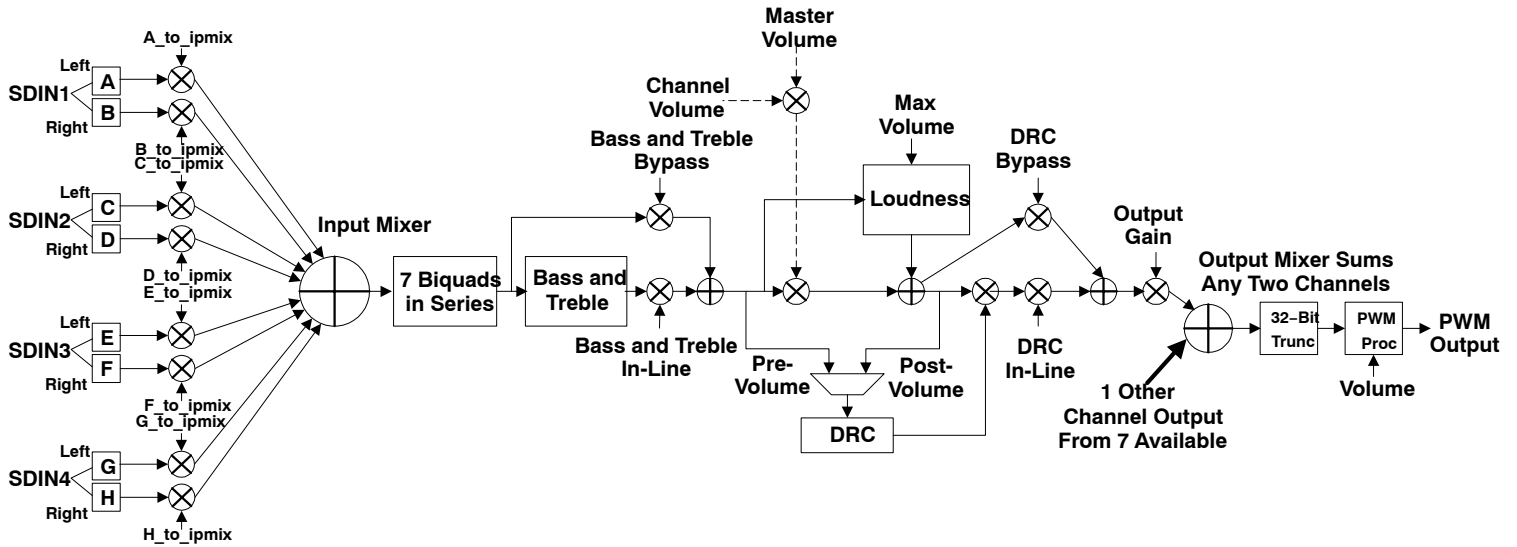 Master
Volume
A_to_ipmix
Left
A
SDIN1
B
Right
B_to_ipmix
C_to_ipmix
Left
C
SDIN2
D
Right
D_to_ipmix
E_to_ipmix
Left
E
SDIN3
F
Right
F_to_ipmix
G_to_ipmix
Left
G
SDIN4
H
Right
H_to_ipmix
Input Mixer
7 Biquads
in Series
Channel
Volume
Bass and Treble
Bypass
Bass and
Treble
Bass and Treble
In-Line
Max
Volume
Loudness
Pre-
Volume
Post-
Volume
DRC
DRC
Bypass
DRC
In-Line
Output
Gain
Output Mixer Sums
Any Two Channels
1 Other
Channel Output
From 7 Available
32−Bit
Trunc
PWM
Proc
Volume
PWM
Output